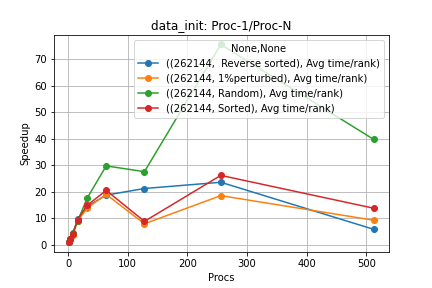 data_init: Proc-1/Proc-N
None,None
((262144,  Reverse sorted), Avg time/rank)
((262144, 1%perturbed), Avg time/rank)
((262144, Random), Avg time/rank)
((262144, Sorted), Avg time/rank)
Speedup
70
60
50
40
30
20
10
0
0 100 200 300 400 500
Procs